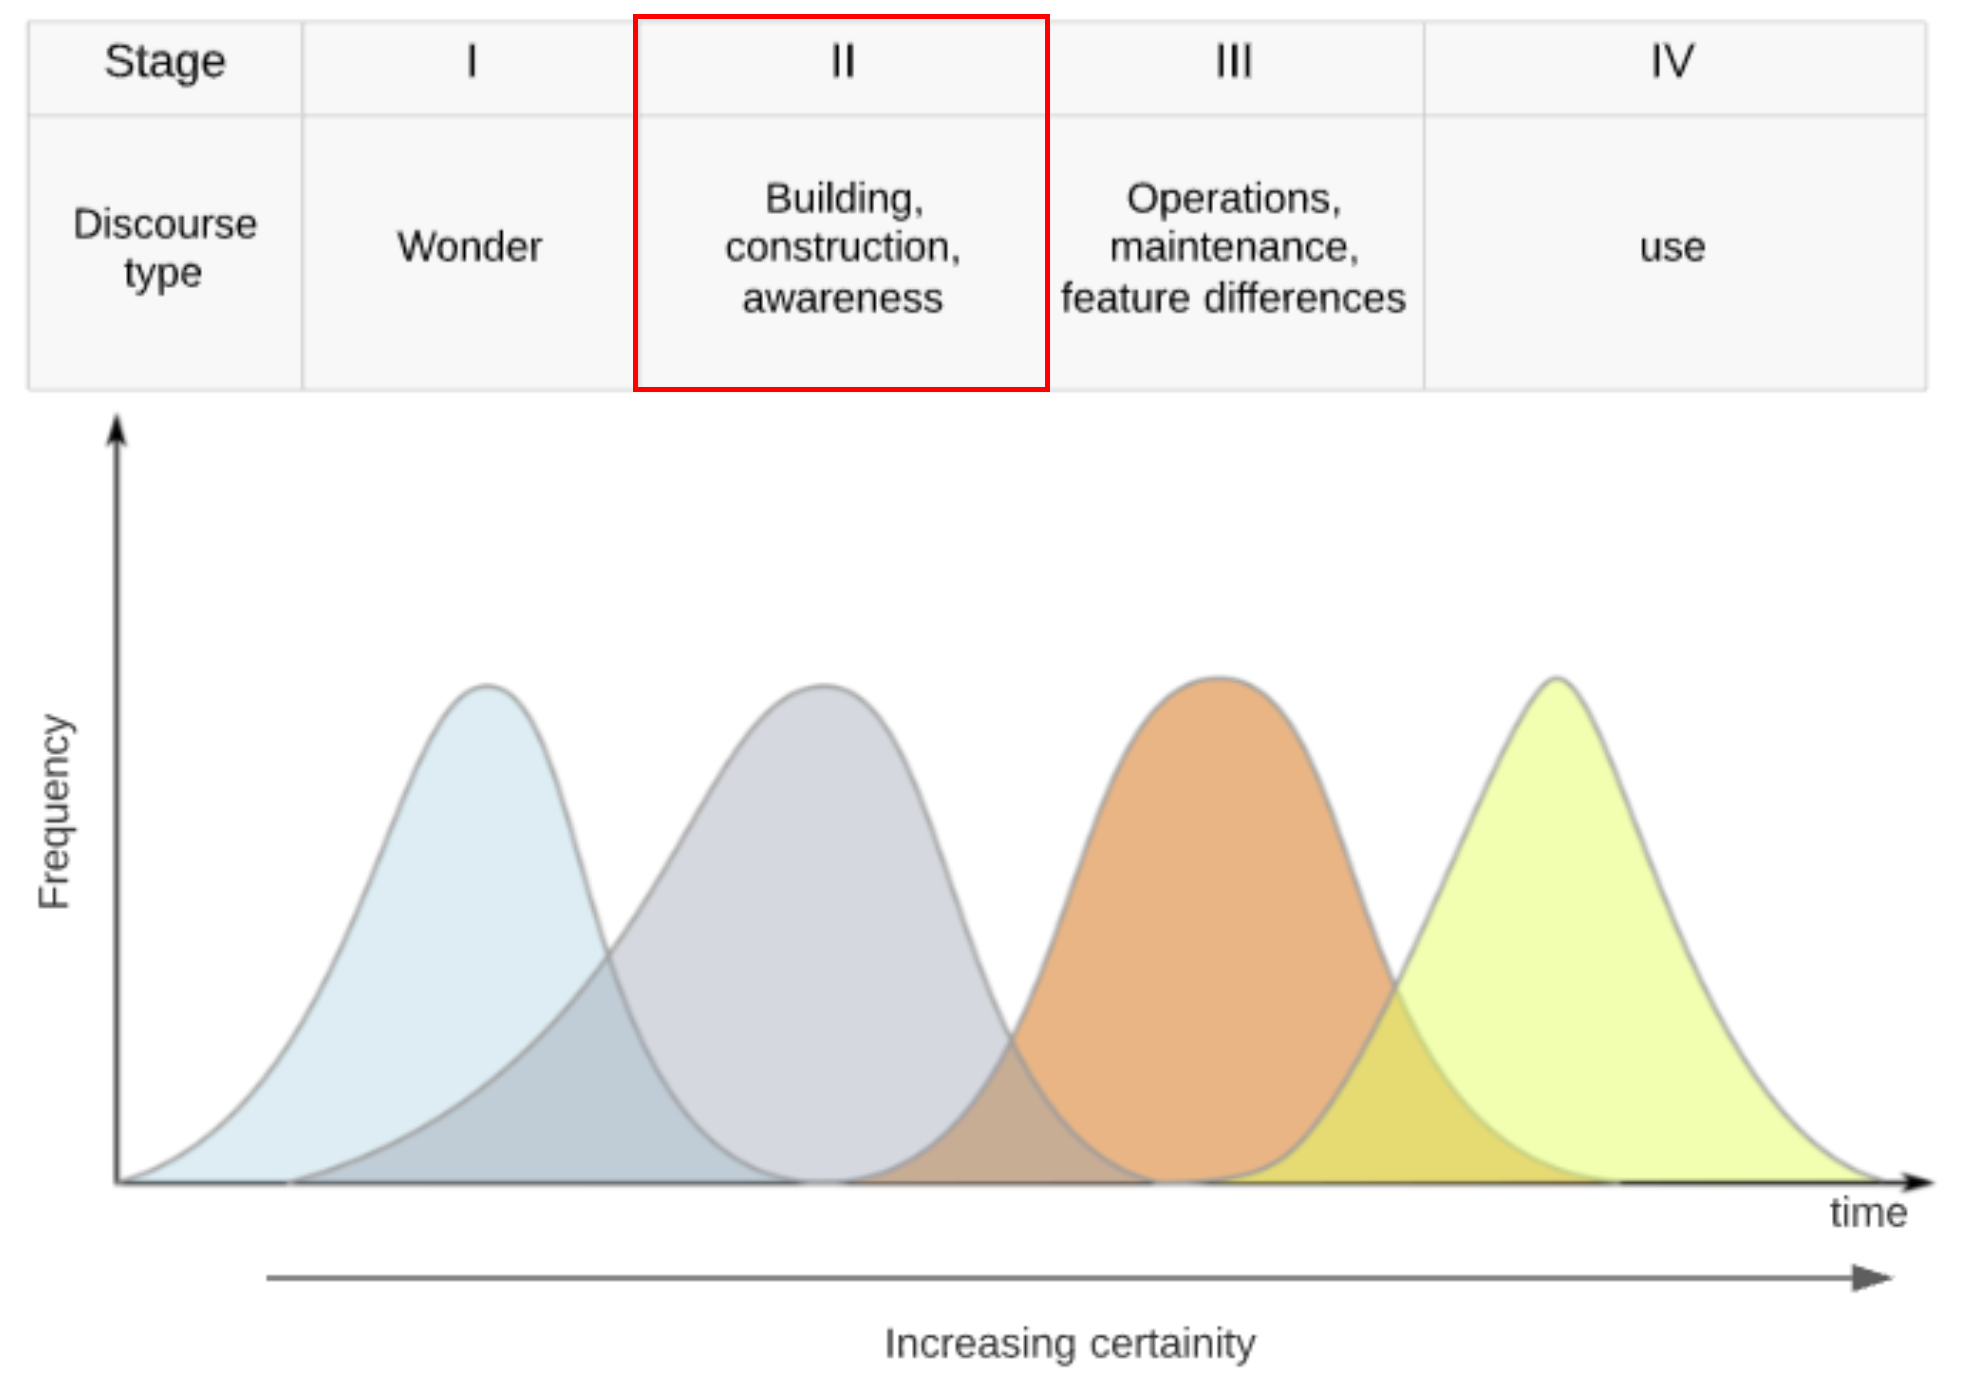 Stage
I
II
III
IV
Discourse
type
Wonder
Building,
construction,
awareness
Operations,
maintenance,
feature differences
use
Frequency
time
Increasing certainity